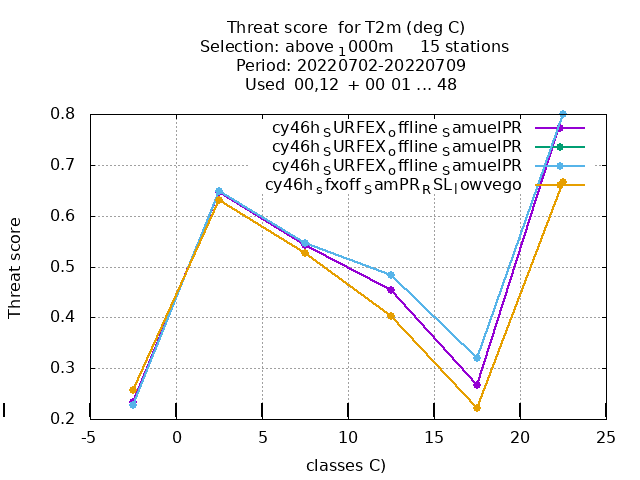 Threat score for T2m (deg C)
Selection: above 1000m 15 stations
Period: 20220702-20220709
Used 00,12 + 00 01 ... 48
0.8
0.7
0.6
0.5
0.4
0.3
0.2
Threat score
cy46h_SURFEX_offline_SamuelPR
cy46h_SURFEX_offline_SamuelPR
cy46h_SURFEX_offline_SamuelPR
cy46h_sfxoff_SamPR_RSL_lowvego
-5 0 5 10 15 20 25
classes C)